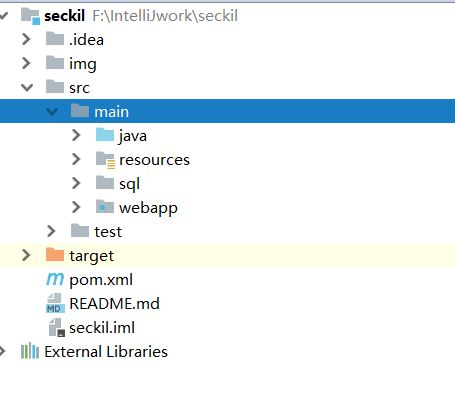 seckil F:\IntelliJwork\seckil
.idea
img
src
main
java
resources
sql
webapp
test
target
m pom.xml
MD README.md
seckil.iml
External Libraries